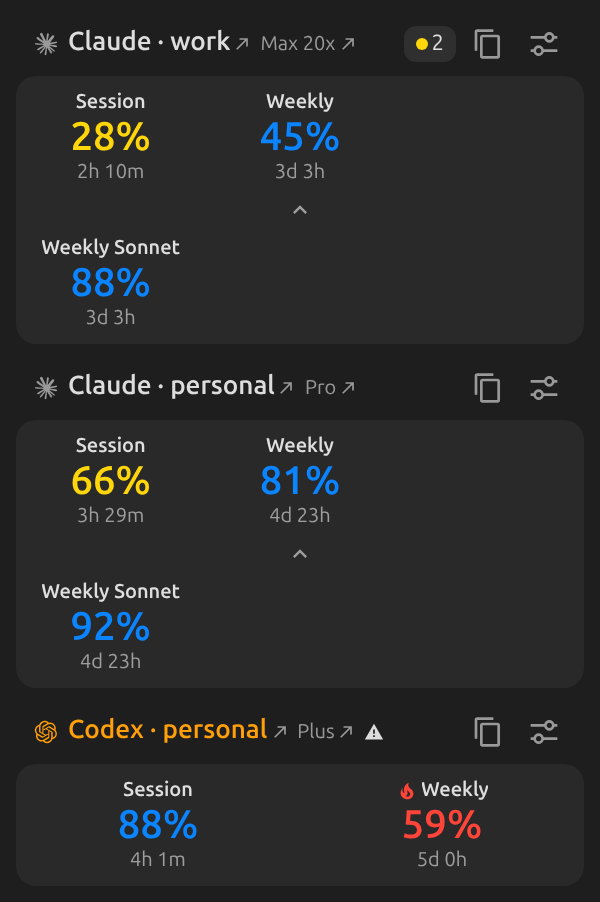 Claude · work ↗ Max 20x ↗ 2
Session Weekly
28% 45%
2h 10m 3d 3h
Weekly Sonnet
88%
3d 3h
Claude · personal ↗ Pro ↗
Session Weekly
66% 81%
3h 29m 4d 23h
Weekly Sonnet
92%
4d 23h
Codex · personal ↗ Plus ↗
Session Weekly
88% 59%
4h 1m 5d 0h